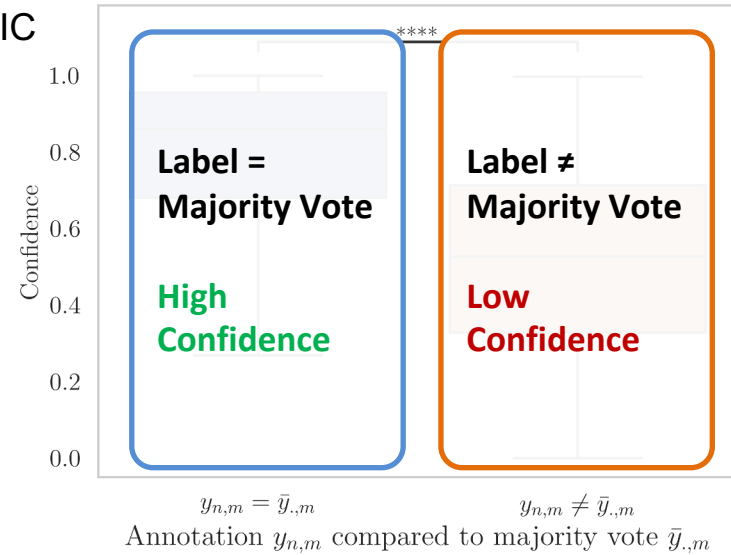 IC
****
1.0
0.8
0.6
0.4
0.2
0.0
Confidence
Label =
Majority Vote
High
Confidence
Label ≠
Majority Vote
Low
Confidence
yₙ,ₘ = ȳ.,ₘ
yₙ,ₘ ≠ ȳ.,ₘ
Annotation yₙ,ₘ compared to majority vote ȳ.,ₘ